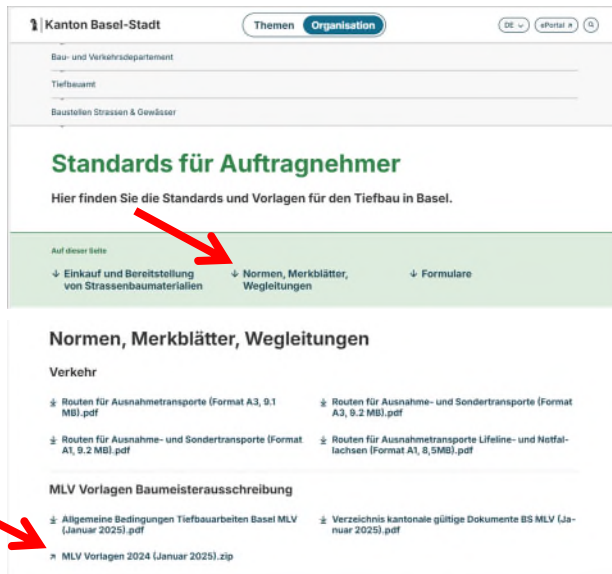 Kanton Basel-Stadt
Themen Organisation
DE ePortal
Bau- und Verkehrsdepartement
Tiefbauamt
Baustellen Strassen & Gewässer
Standards für Auftragnehmer
Hier finden Sie die Standards und Vorlagen für den Tiefbau in Basel.
Auf dieser Seite
Einkauf und Bereitstellung
von Strassenbaumaterialien
Normen, Merkblätter,
Wegleitungen
Formulare
Normen, Merkblätter, Wegleitungen
Verkehr
Routen für Ausnahmetransporte (Format A3, 9.1
MB).pdf
Routen für Ausnahme- und Sondertransporte (Format
A3, 9.2 MB).pdf
Routen für Ausnahme- und Sondertransporte (Format
A1, 9.2 MB).pdf
Routen für Ausnahmetransporte Lifeline- und Notfal-
lachsen (Format A1, 8,5MB).pdf
MLV Vorlagen Baumeisterausschreibung
Allgemeine Bedingungen Tiefbauarbeiten Basel MLV
(Januar 2025).pdf
Verzeichnis kantonale gültige Dokumente BS MLV (Ja-
nuar 2025).pdf
MLV Vorlagen 2024 (Januar 2025).zip